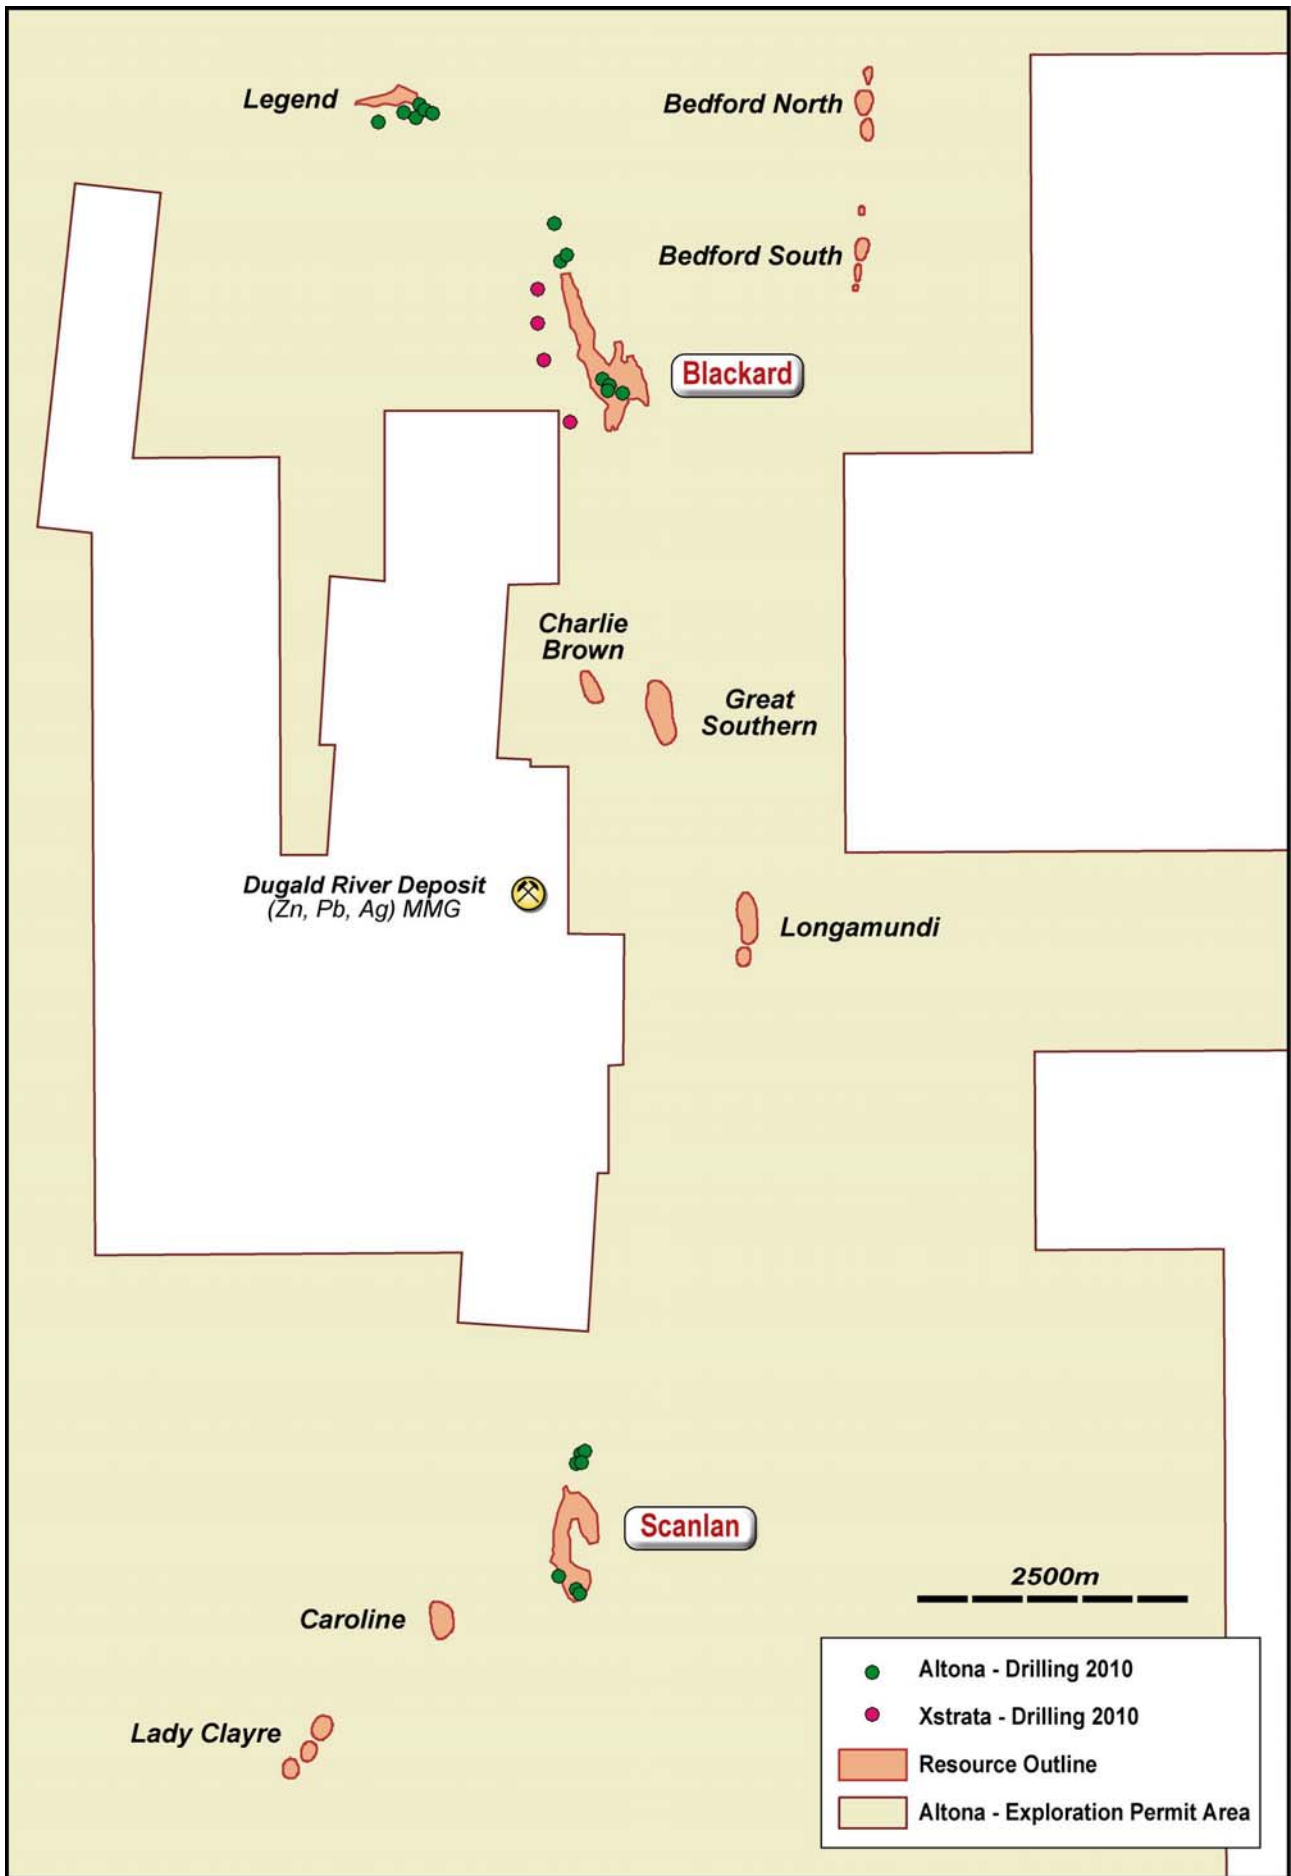 Legend
Bedford North
Bedford South
Blackard
Charlie
Brown
Great
Southern
Dugald River Deposit
(Zn, Pb, Ag) MMG
Longamundi
Scanlan
2500m
Caroline
Lady Clayre
Altona - Drilling 2010
Xstrata - Drilling 2010
Resource Outline
Altona - Exploration Permit Area